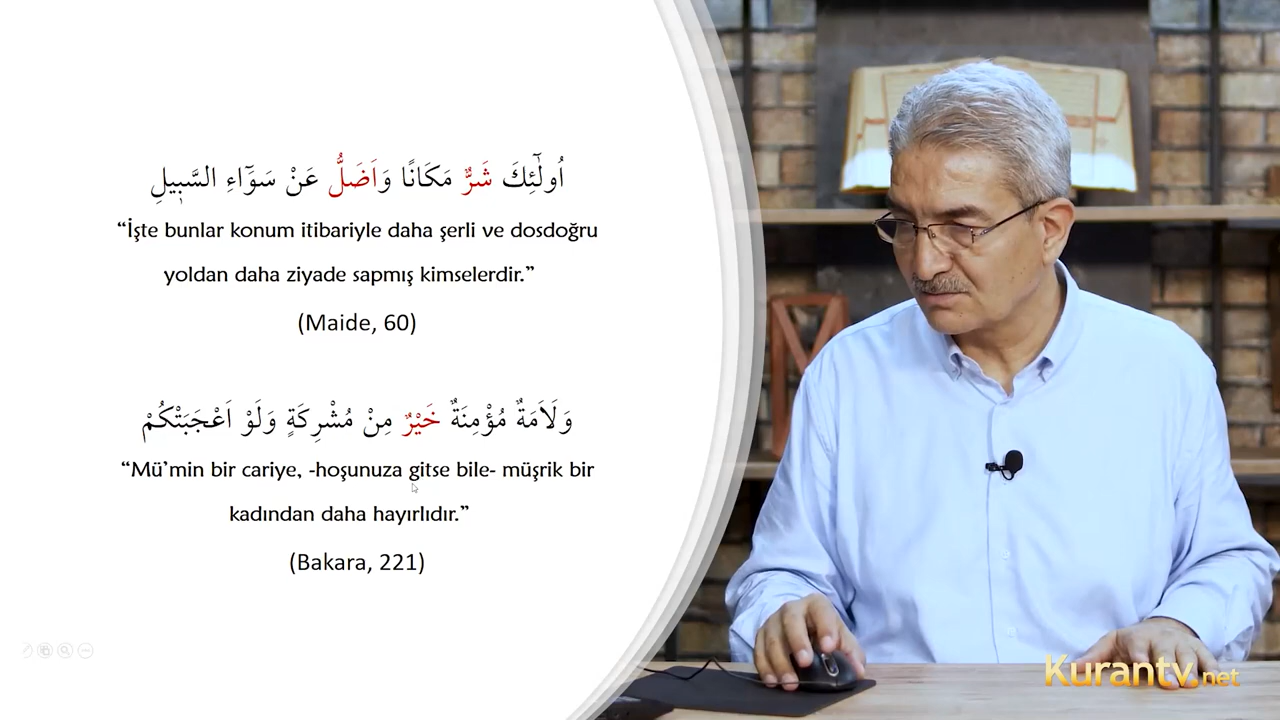 اُولٰٓئِكَ شَرٌّ مَكَانًا وَاَضَلُّ عَنْ سَوَٓاءِ السَّبٖيلِ
“İşte bunlar konum itibariyle daha şerli ve dosdoğru
yoldan daha ziyade sapmış kimselerdir.”
(Maide, 60)
وَلَاَمَةٌ مُؤْمِنَةٌ خَيْرٌ مِنْ مُشْرِكَةٍ وَلَوْ اَعْجَبَتْكُمْ
“Mü’min bir cariye, -hoşunuza gitse bile- müşrik bir
kadından daha hayırlıdır.”
(Bakara, 221)
Kurantv.net